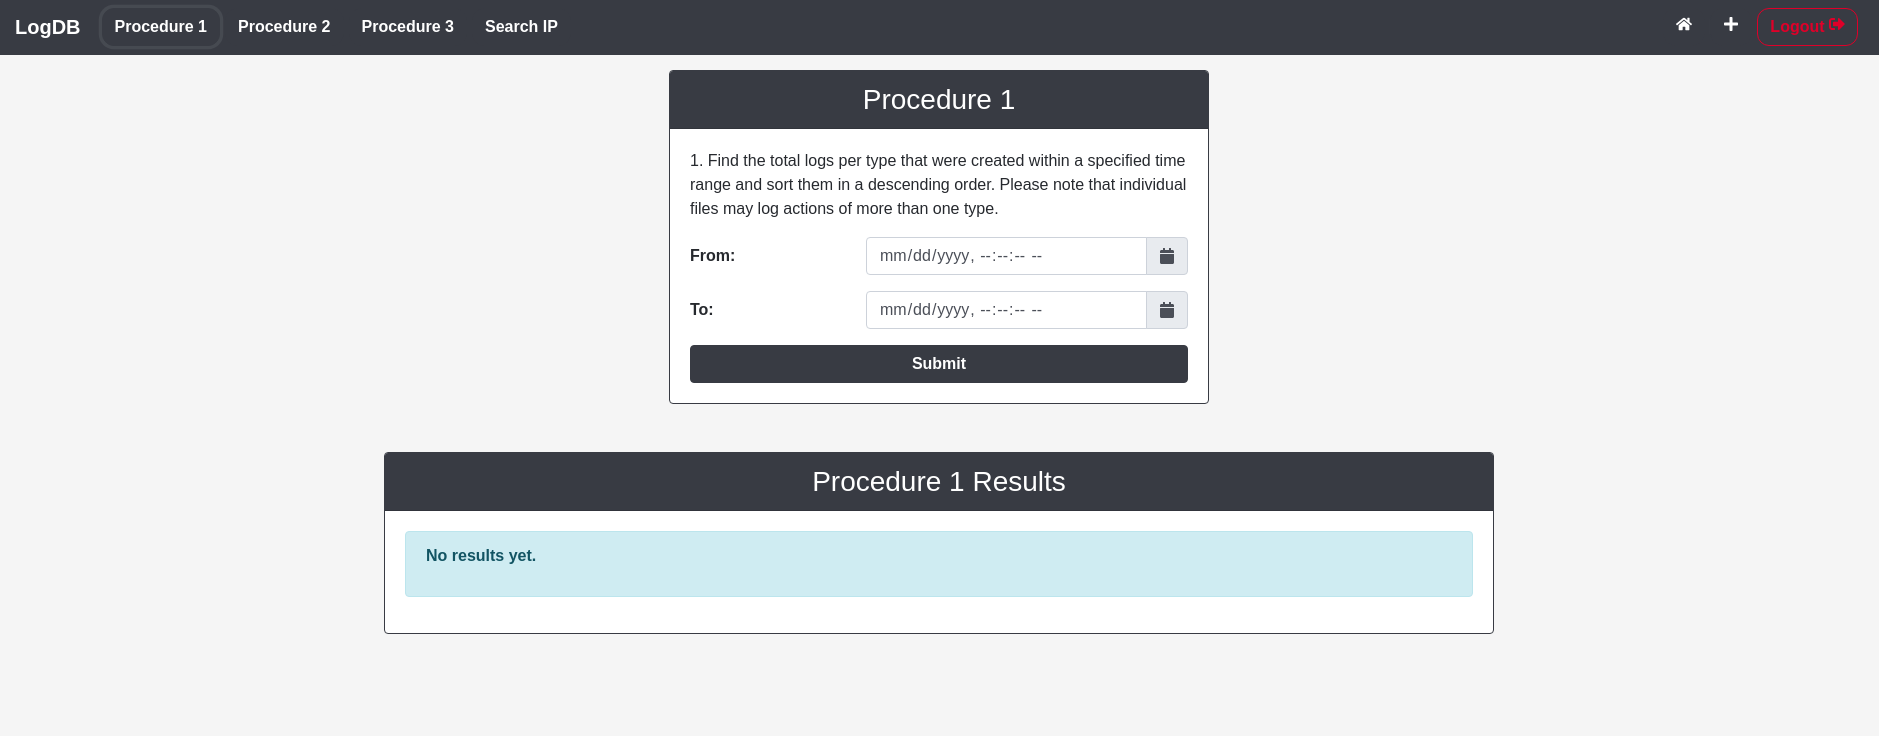 LogDB Procedure 1 Procedure 2 Procedure 3 Search IP Logout
Procedure 1
1. Find the total logs per type that were created within a specified time
range and sort them in a descending order. Please note that individual
files may log actions of more than one type.
From: mm/dd/yyyy, --:--:-- --
To: mm/dd/yyyy, --:--:-- --
Submit
Procedure 1 Results
No results yet.